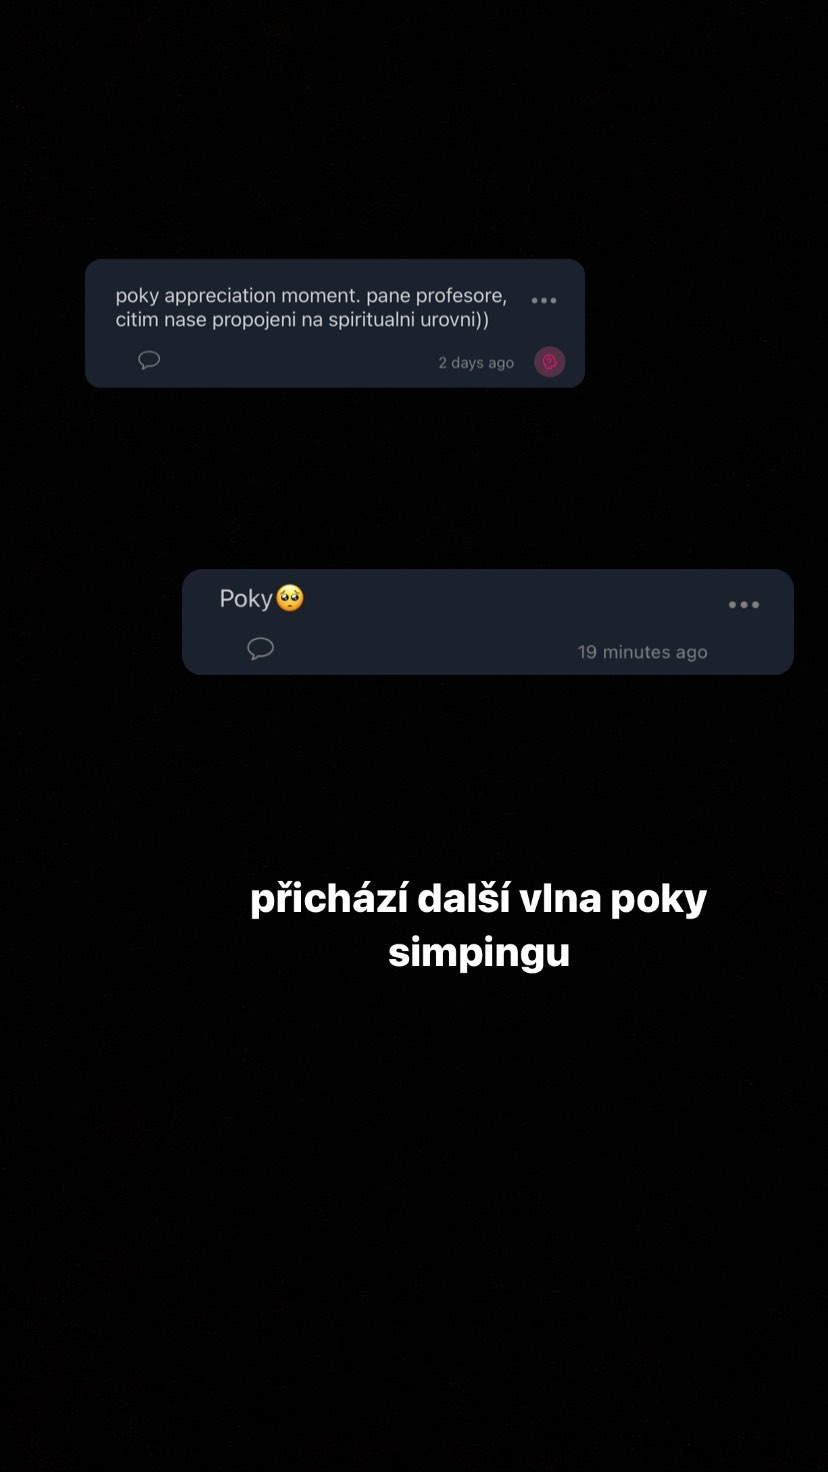 poky appreciation moment. pane profesore,
citim nase propojeni na spiritualni urovni))
2 days ago
Poky🥺
19 minutes ago
přichází další vlna poky
simpingu